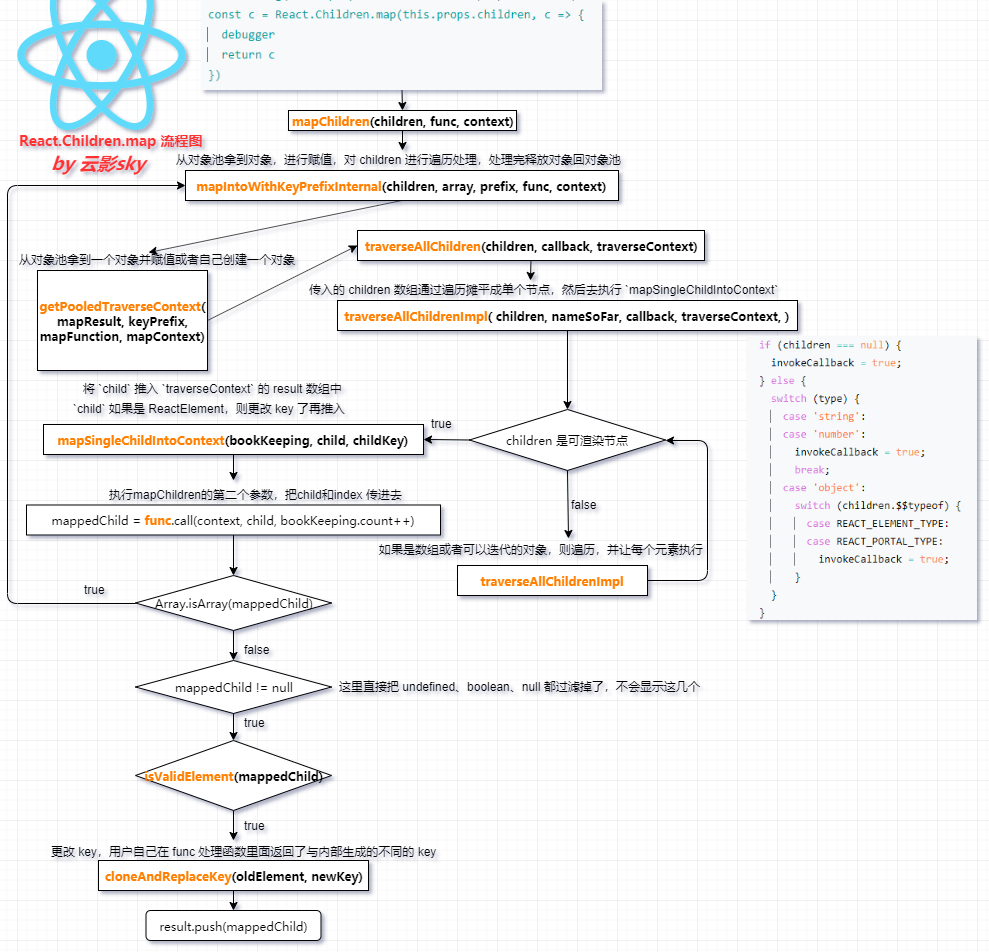 const c = React.Children.map(this.props.children, c => {
debugger
return c
})
React.Children.map 流程图
by 云影sky
mapChildren(children, func, context)
从对象池拿到对象，进行赋值，对 children 进行遍历处理，处理完释放对象回对象池
mapIntoWithKeyPrefixInternal(children, array, prefix, func, context)
traverseAllChildren(children, callback, traverseContext)
从对象池拿到一个对象并赋值或者自己创建一个对象
getPooledTraverseContext(
mapResult, keyPrefix,
mapFunction, mapContext)
传入的 children 数组通过遍历摊平成单个节点，然后去执行 `mapSingleChildIntoContext`
traverseAllChildrenImpl( children, nameSoFar, callback, traverseContext, )
if (children === null) {
invokeCallback = true;
} else {
switch (type) {
case 'string':
case 'number':
invokeCallback = true;
break;
case 'object':
switch (children.$$typeof) {
case REACT_ELEMENT_TYPE:
case REACT_PORTAL_TYPE:
invokeCallback = true;
}
}
}
将 `child` 推入 `traverseContext` 的 result 数组中
`child` 如果是 ReactElement，则更改 key 了再推入
mapSingleChildIntoContext(bookKeeping, child, childKey)
true
children 是可渲染节点
false
执行mapChildren的第二个参数，把child和index 传进去
mappedChild = func.call(context, child, bookKeeping.count++)
如果是数组或者可以迭代的对象，则遍历，并让每个元素执行
traverseAllChildrenImpl
true
Array.isArray(mappedChild)
false
mappedChild != null
这里直接把 undefined、boolean、null 都过滤掉了，不会显示这几个
true
isValidElement(mappedChild)
true
更改 key，用户自己在 func 处理函数里面返回了与内部生成的不同的 key
cloneAndReplaceKey(oldElement, newKey)
result.push(mappedChild)